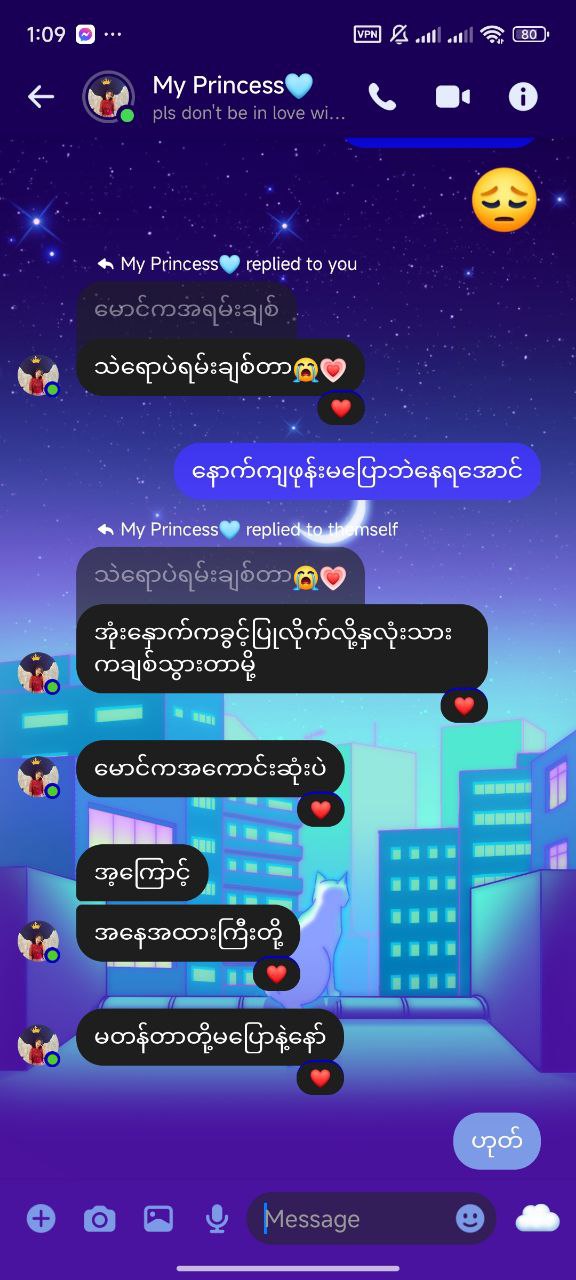 1:09
VPN
80
My Princess🩵
pls don't be in love wi...
My Princess🩵 replied to you
မောင်ကအရမ်းချစ်
သဲရောပဲရမ်းချစ်တာ😭💗
နောက်ကျဖုန်းမပြောဘဲနေရအောင်
My Princess🩵 replied to themself
သဲရောပဲရမ်းချစ်တာ😭💗
အုံးနှောက်ကခွင့်ပြုလိုက်လို့နှလုံးသား
ကချစ်သွားတာမို့
မောင်ကအကောင်းဆုံးပဲ
အ့ကြောင့်
အနေအထားကြီးတို့
မတန်တာတို့မပြောနဲ့နော်
ဟုတ်
Message